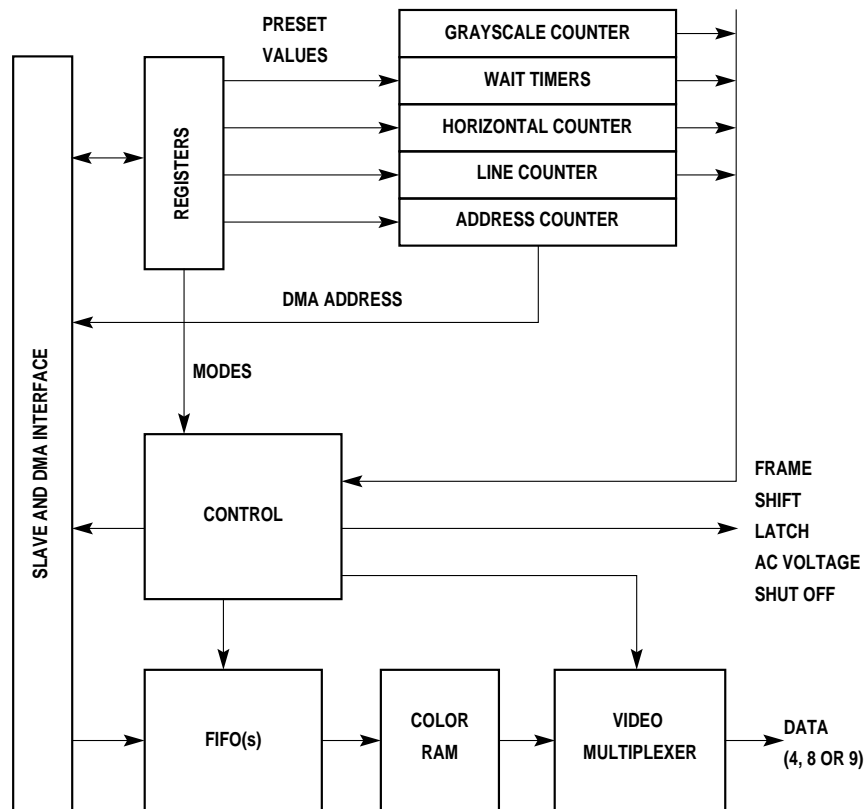 PRESET
VALUES
GRAYSCALE COUNTER
WAIT TIMERS
HORIZONTAL COUNTER
LINE COUNTER
ADDRESS COUNTER
REGISTERS
DMA ADDRESS
MODES
SLAVE AND DMA INTERFACE
CONTROL
FRAME
SHIFT
LATCH
AC VOLTAGE
SHUT OFF
FIFO(s)
COLOR
RAM
VIDEO
MULTIPLEXER
DATA
(4, 8 OR 9)